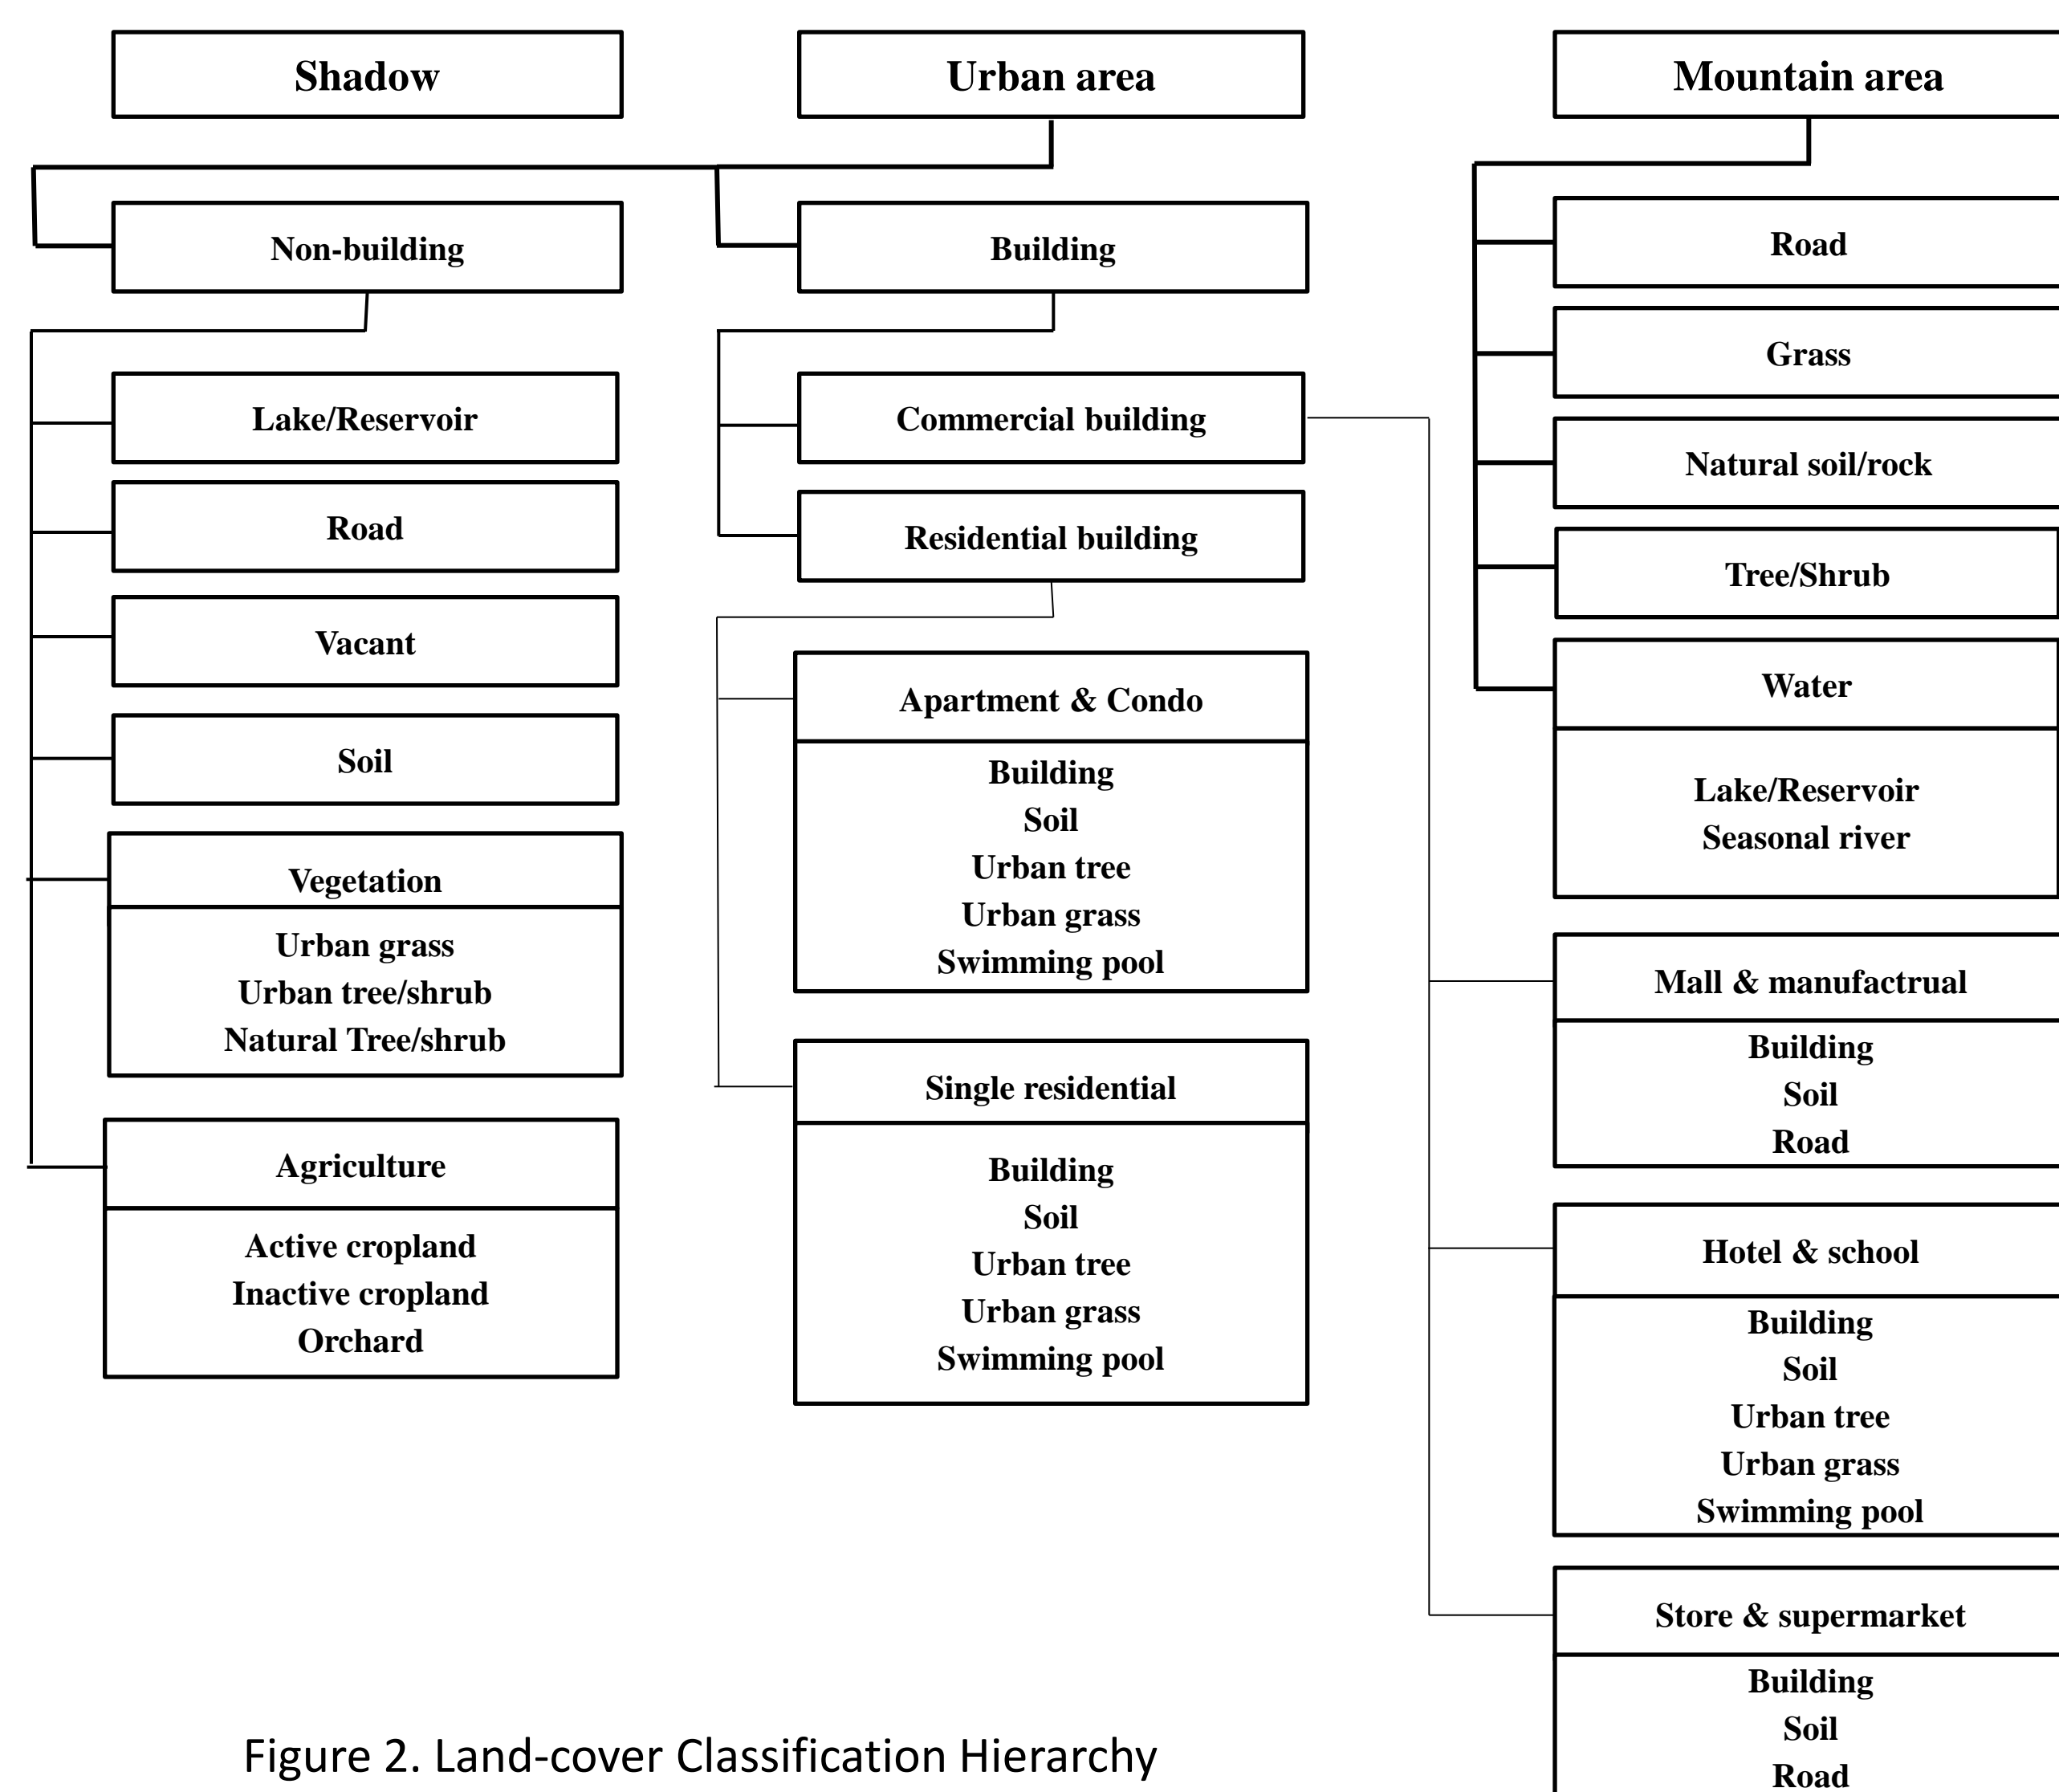 Shadow
Urban area
Mountain area
Non-building
Building
Road
Grass
Lake/Reservoir
Commercial building
Natural soil/rock
Road
Residential building
Tree/Shrub
Vacant
Apartment & Condo
Water
Soil
Building
Soil
Urban tree
Urban grass
Swimming pool
Lake/Reservoir
Seasonal river
Vegetation
Urban grass
Urban tree/shrub
Natural Tree/shrub
Mall & manufactrual
Building
Soil
Road
Single residential
Building
Soil
Urban tree
Urban grass
Swimming pool
Agriculture
Active cropland
Inactive cropland
Orchard
Hotel & school
Building
Soil
Urban tree
Urban grass
Swimming pool
Store & supermarket
Building
Soil
Road
Figure 2. Land-cover Classification Hierarchy